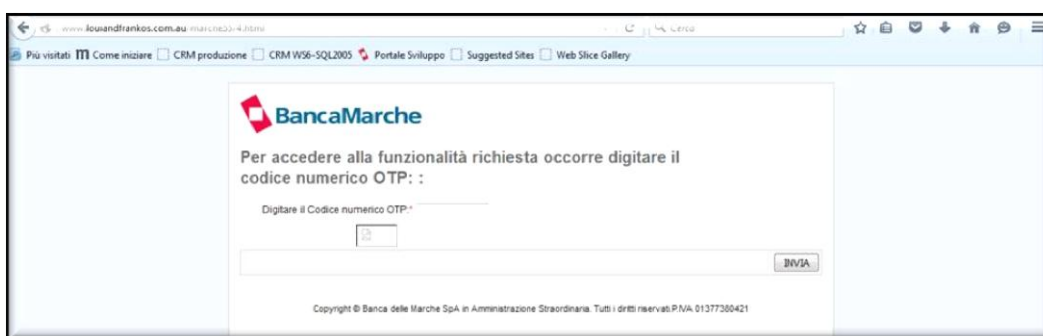 www.louiandfrankos.com.au/marche33/4.html
Cerca
Più visitati Come iniziare CRM produzione CRM WS6-SQL2005 Portale Sviluppo Suggested Sites Web Slice Gallery
BancaMarche
Per accedere alla funzionalità richiesta occorre digitare il
codice numerico OTP: :
Digitare il Codice numerico OTP:*
INVIA
Copyright © Banca delle Marche SpA in Amministrazione Straordinaria. Tutti i diritti riservati.P.IVA 01377380421